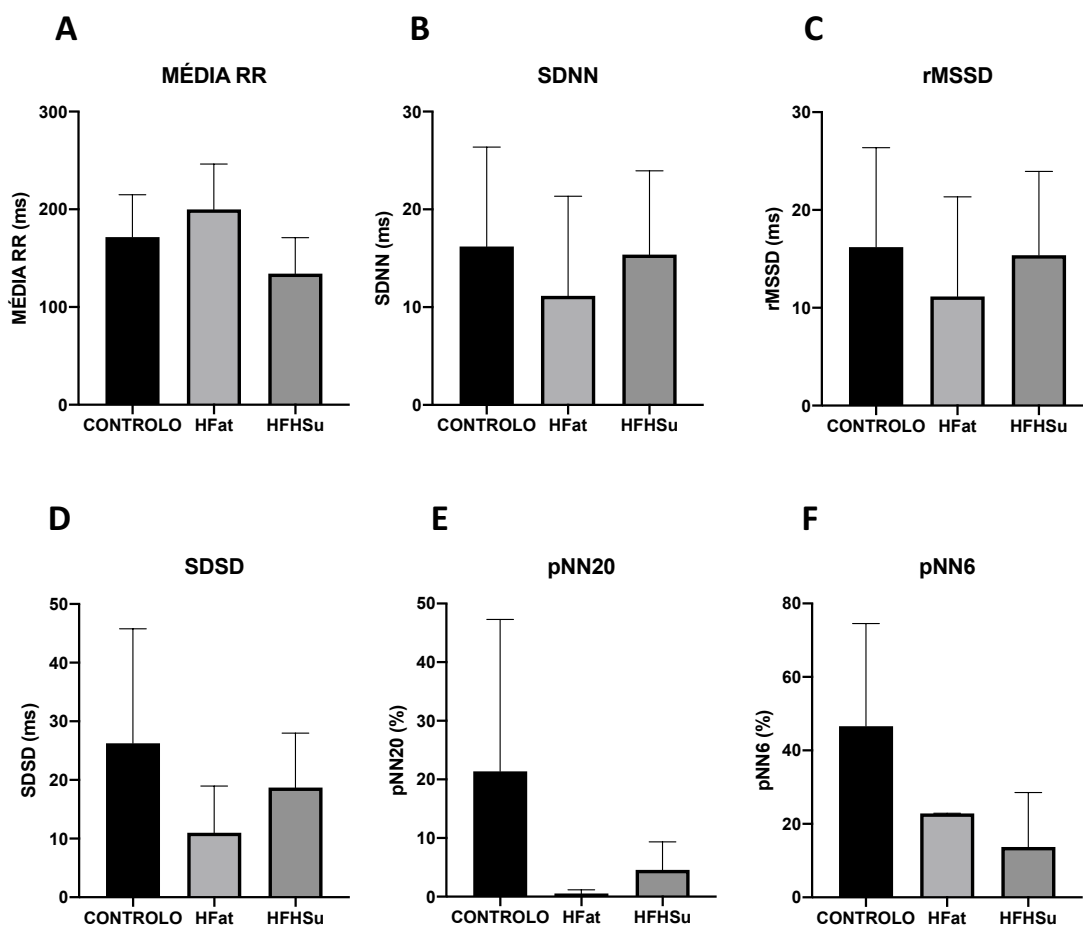 A
MÉDIA RR
MÉDIA RR (ms)
300
200
100
0
CONTROLO HFat HFHSu
B
SDNN
SDNN (ms)
30
20
10
0
CONTROLO HFat HFHSu
C
rMSSD
rMSSD (ms)
30
20
10
0
CONTROLO HFat HFHSu
D
SDSD
SDSD (ms)
50
40
30
20
10
0
CONTROLO HFat HFHSu
E
pNN20
pNN20 (%)
50
40
30
20
10
0
CONTROLO HFat HFHSu
F
pNN6
pNN6 (%)
80
60
40
20
0
CONTROLO HFat HFHSu